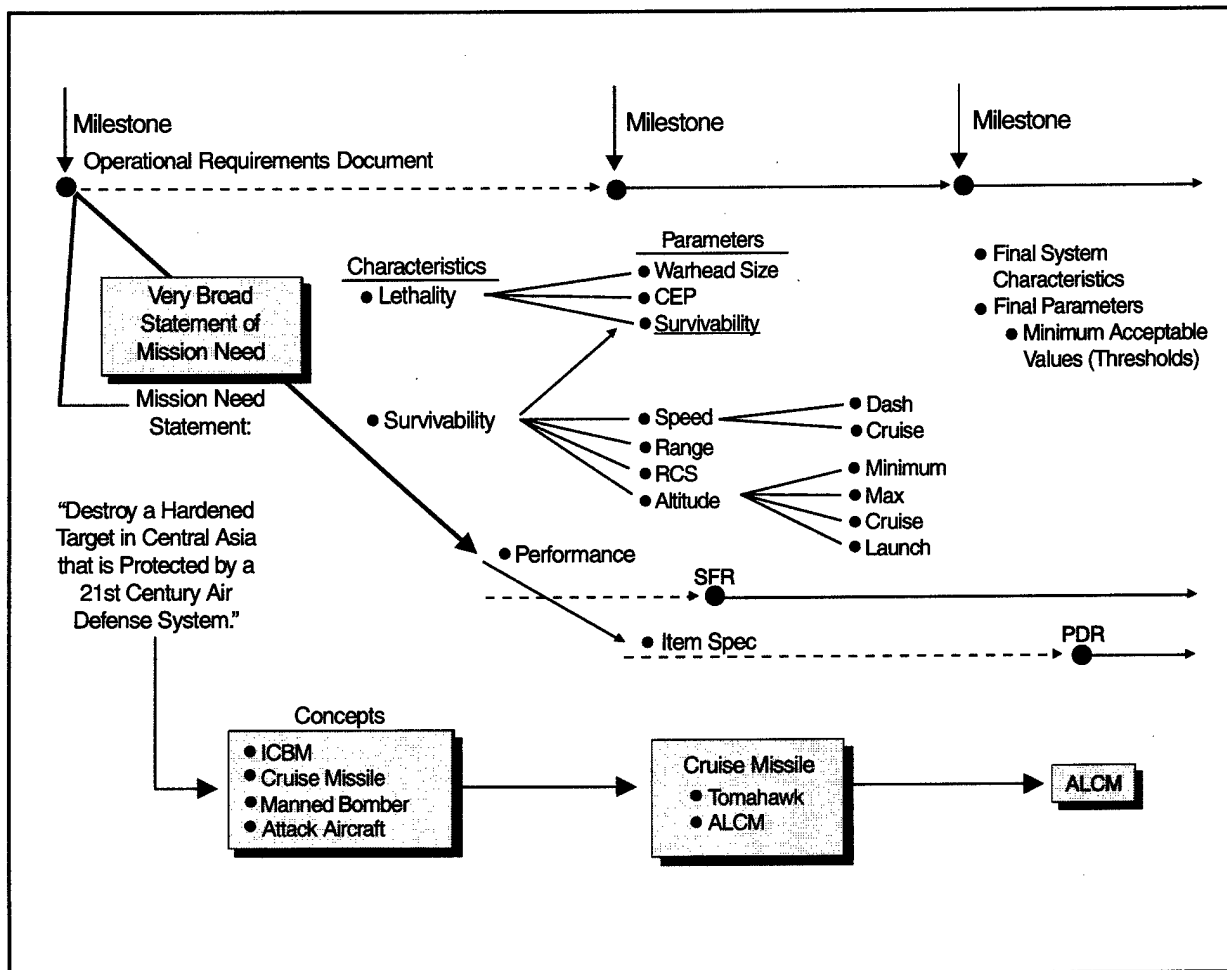 Milestone
Milestone
Milestone
Operational Requirements Document
Very Broad
Statement of
Mission Need
Mission Need
Statement:
Characteristics
● Lethality
Parameters
● Warhead Size
● CEP
● Survivability
● Final System
Characteristics
● Final Parameters
● Minimum Acceptable
Values (Thresholds)
● Survivability
● Speed
● Range
● RCS
● Altitude
● Dash
● Cruise
● Minimum
● Max
● Cruise
● Launch
"Destroy a Hardened
Target in Central Asia
that is Protected by a
21st Century Air
Defense System."
● Performance
SFR
● Item Spec
PDR
Concepts
● ICBM
● Cruise Missile
● Manned Bomber
● Attack Aircraft
Cruise Missile
● Tomahawk
● ALCM
ALCM